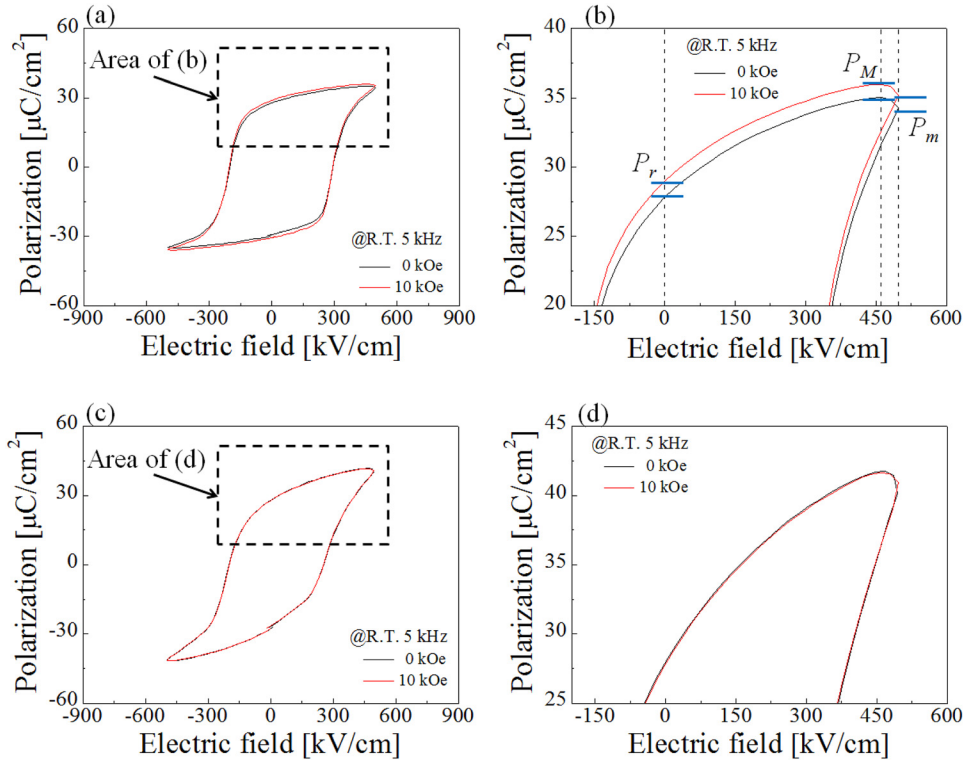 (a)
60
30
0
-30
-60
Polarization [μC/cm²]
Area of (b)
@R.T. 5 kHz
0 kOe
10 kOe
-900 -600 -300 0 300 600 900
Electric field [kV/cm]
(b)
40
35
30
25
20
Polarization [μC/cm²]
@R.T. 5 kHz
0 kOe
10 kOe
P_M
P_m
P_r
-150 0 150 300 450 600
Electric field [kV/cm]
(c)
60
30
0
-30
-60
Polarization [μC/cm²]
Area of (d)
@R.T. 5 kHz
0 kOe
10 kOe
-900 -600 -300 0 300 600 900
Electric field [kV/cm]
(d)
45
40
35
30
25
Polarization [μC/cm²]
@R.T. 5 kHz
0 kOe
10 kOe
-150 0 150 300 450 600
Electric field [kV/cm]